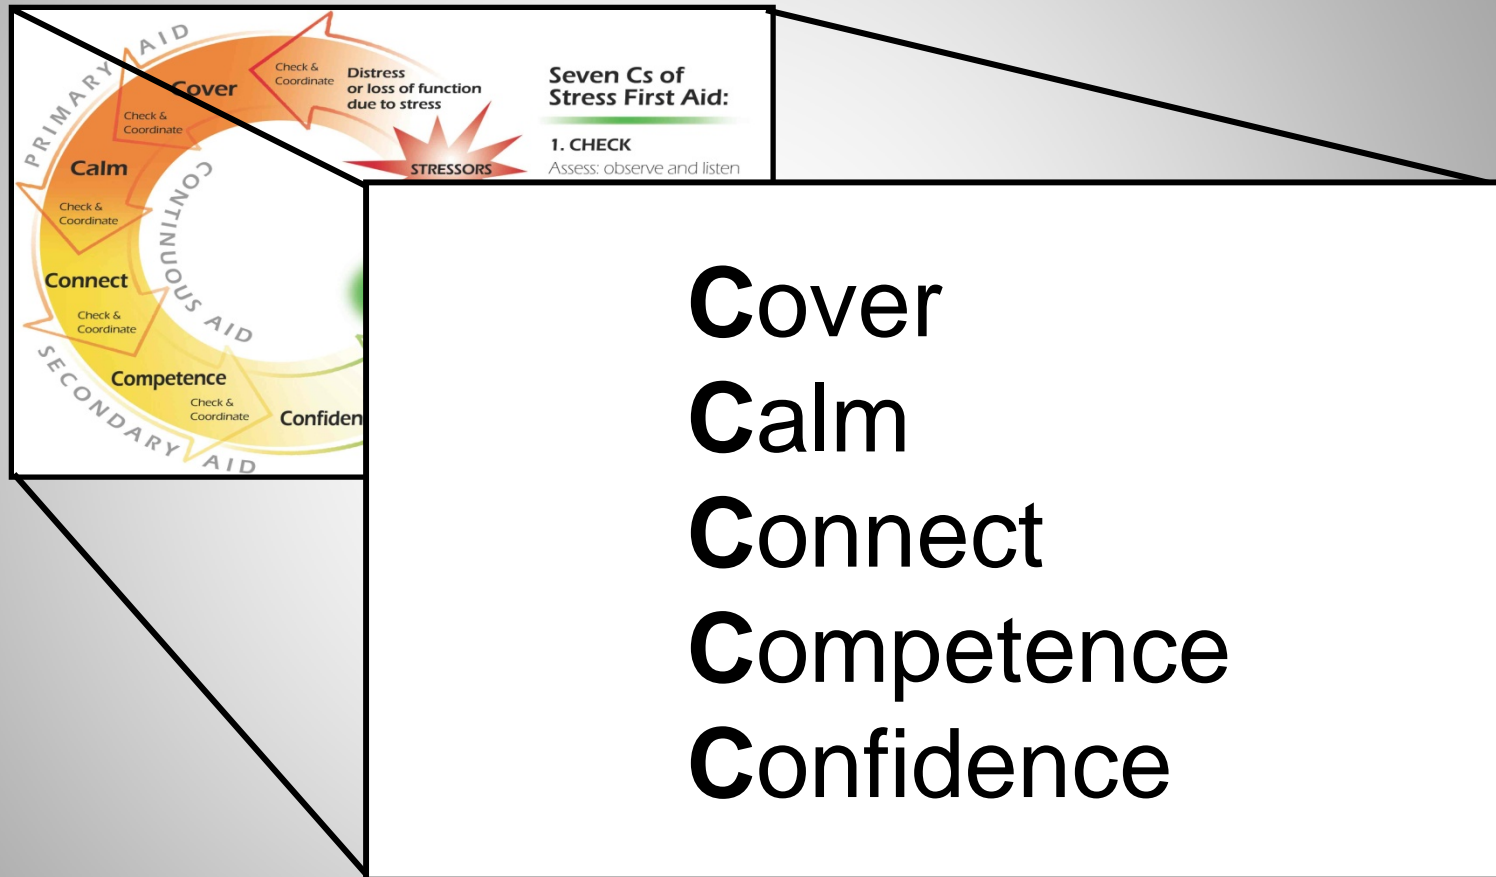 PRIMARY AID
Check &
Coordinate
Distress
or loss of function
due to stress
Cover
Check &
Coordinate
Calm
STRESSORS
Check &
Coordinate
CONTINUOUS AID
Connect
Check &
Coordinate
Competence
Check &
Coordinate
Confiden
SECONDARY AID
Seven Cs of
Stress First Aid:
1. CHECK
Assess: observe and listen
Cover
Calm
Connect
Competence
Confidence